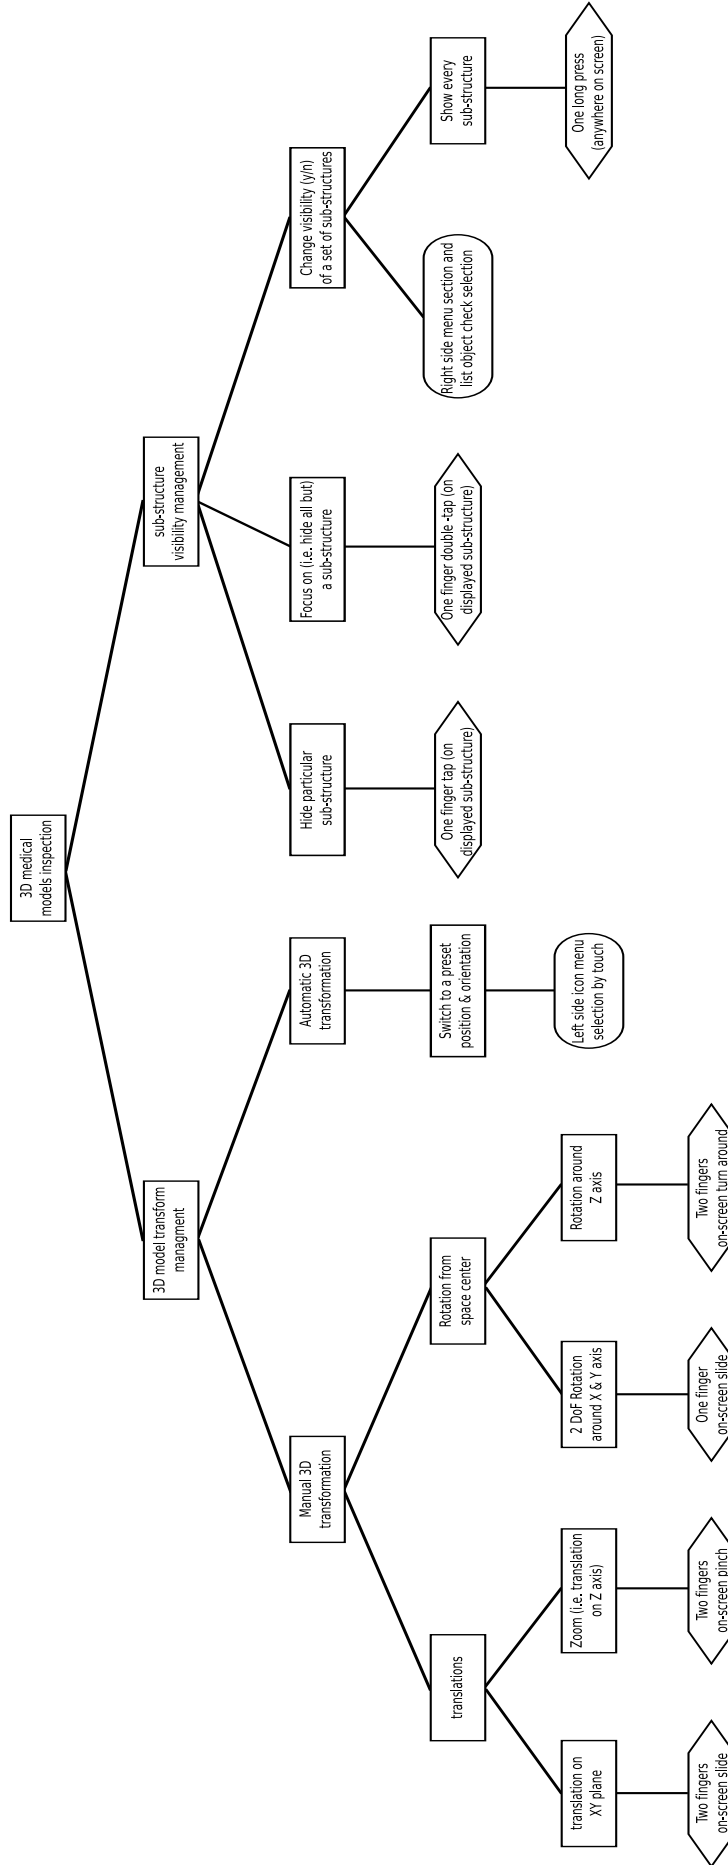 3D medical
models inspection
3D model transform
managment
sub-structure
visibility management
Manual 3D
transformation
Automatic 3D
transformation
Hide particular
sub-structure
Focus on (i.e. hide all but)
a sub-structure
Change visibility (y/n)
of a set of sub-structures
translations
Rotation from
space center
Switch to a preset
position & orientation
One finger tap (on
displayed sub-structure)
One finger double-tap (on
displayed sub-structure)
Right side menu section and
list object check selection
Show every
sub-structure
translation on
XY plane
Zoom (i.e. translation
on Z axis)
2 DoF Rotation
around X & Y axis
Rotation around
Z axis
Left side icon menu
selection by touch
One long press
(anywhere on screen)
Two fingers
on-screen slide
Two fingers
on-screen pinch
One finger
on-screen slide
Two fingers
on-screen turn around